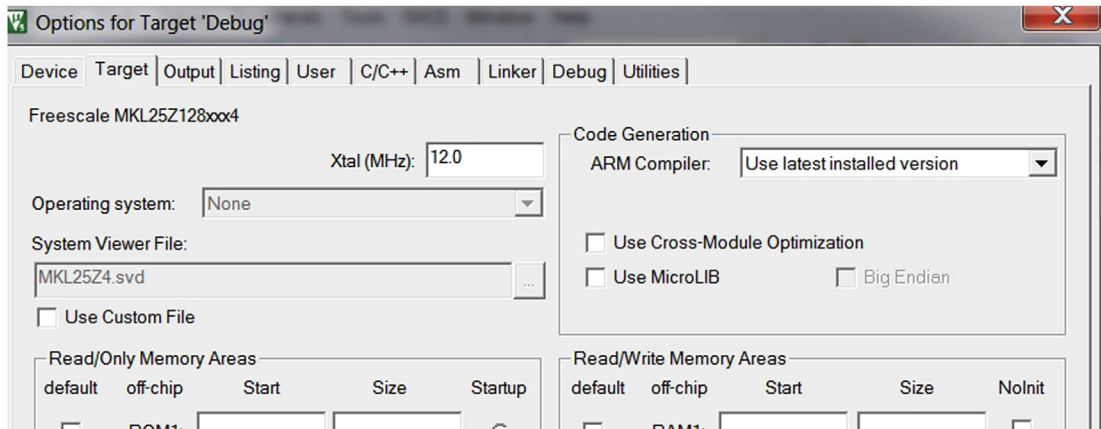 Options for Target 'Debug'
Device Target Output Listing User C/C++ Asm Linker Debug Utilities
Freescale MKL25Z128xxx4
Xtal (MHz): 12.0
Operating system: None
System Viewer File:
MKL25Z4.svd ...
Use Custom File
Code Generation
ARM Compiler: Use latest installed version
Use Cross-Module Optimization
Use MicroLIB Big Endian
Read/Only Memory Areas
default off-chip Start Size Startup
ROM1:
Read/Write Memory Areas
default off-chip Start Size NoInit
RAM1: